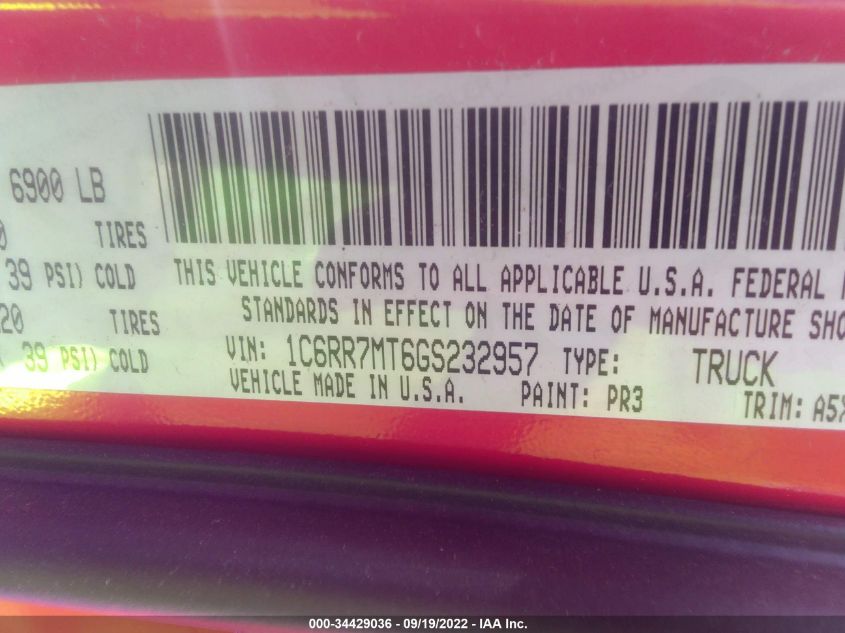 6900 LB
TIRES
39 PSI) COLD
THIS VEHICLE CONFORMS TO ALL APPLICABLE U.S.A. FEDERAL
STANDARDS IN EFFECT ON THE DATE OF MANUFACTURE SHO
20 TIRES
39 PSI) COLD
VIN: 1C6RR7MT6GS232957 TYPE: TRUCK
VEHICLE MADE IN U.S.A. PAINT: PR3 TRIM: A5X
000-34429036 - 09/19/2022 - IAA Inc.